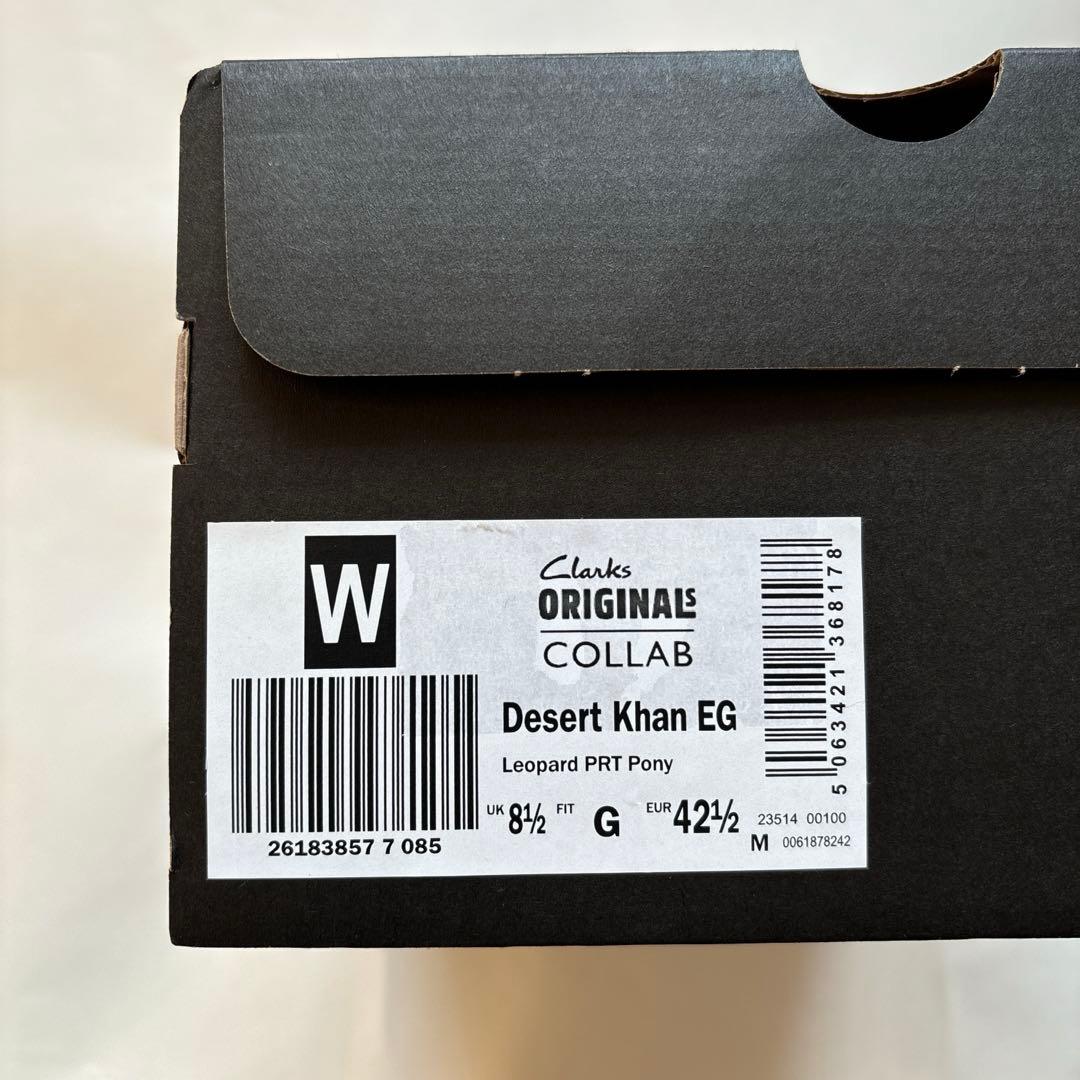 W
Clarks
ORIGINALS
COLLAB
Desert Khan EG
Leopard PRT Pony
UK 8½ FIT G EUR 42½
26183857 7 085
5 063421 368178
23514 00100
M 0061878242